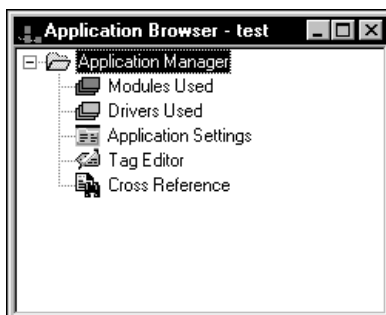 Application Browser - test
Application Manager
Modules Used
Drivers Used
Application Settings
Tag Editor
Cross Reference